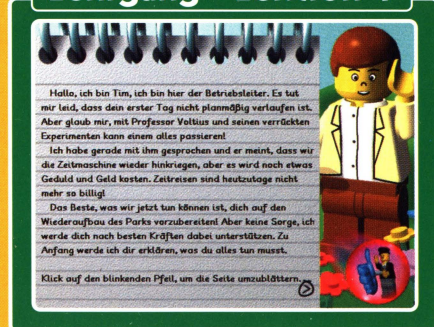 Hallo, ich bin Tim, ich bin hier der Betriebsleiter. Es tut
mir leid, dass dein erster Tag nicht planmäßig verlaufen ist.
Aber glaub mir, mit Professor Voltius und seinen verrückten
Experimenten kann einem alles passieren!
Ich habe gerade mit ihm gesprochen und er meint, dass wir
die Zeitmaschine wieder hinkriegen, aber es wird noch etwas
Geduld und Geld kosten. Zeitreisen sind heutzutage nicht
mehr so billig!
Das Beste, was wir jetzt tun können ist, dich auf den
Wiederaufbau des Parks vorzubereiten! Aber keine Sorge, ich
werde dich nach besten Kräften dabei unterstützen. Zu
Anfang werde ich dir erklären, was du alles tun musst.
Klick auf den blinkenden Pfeil, um die Seite umzublättern.